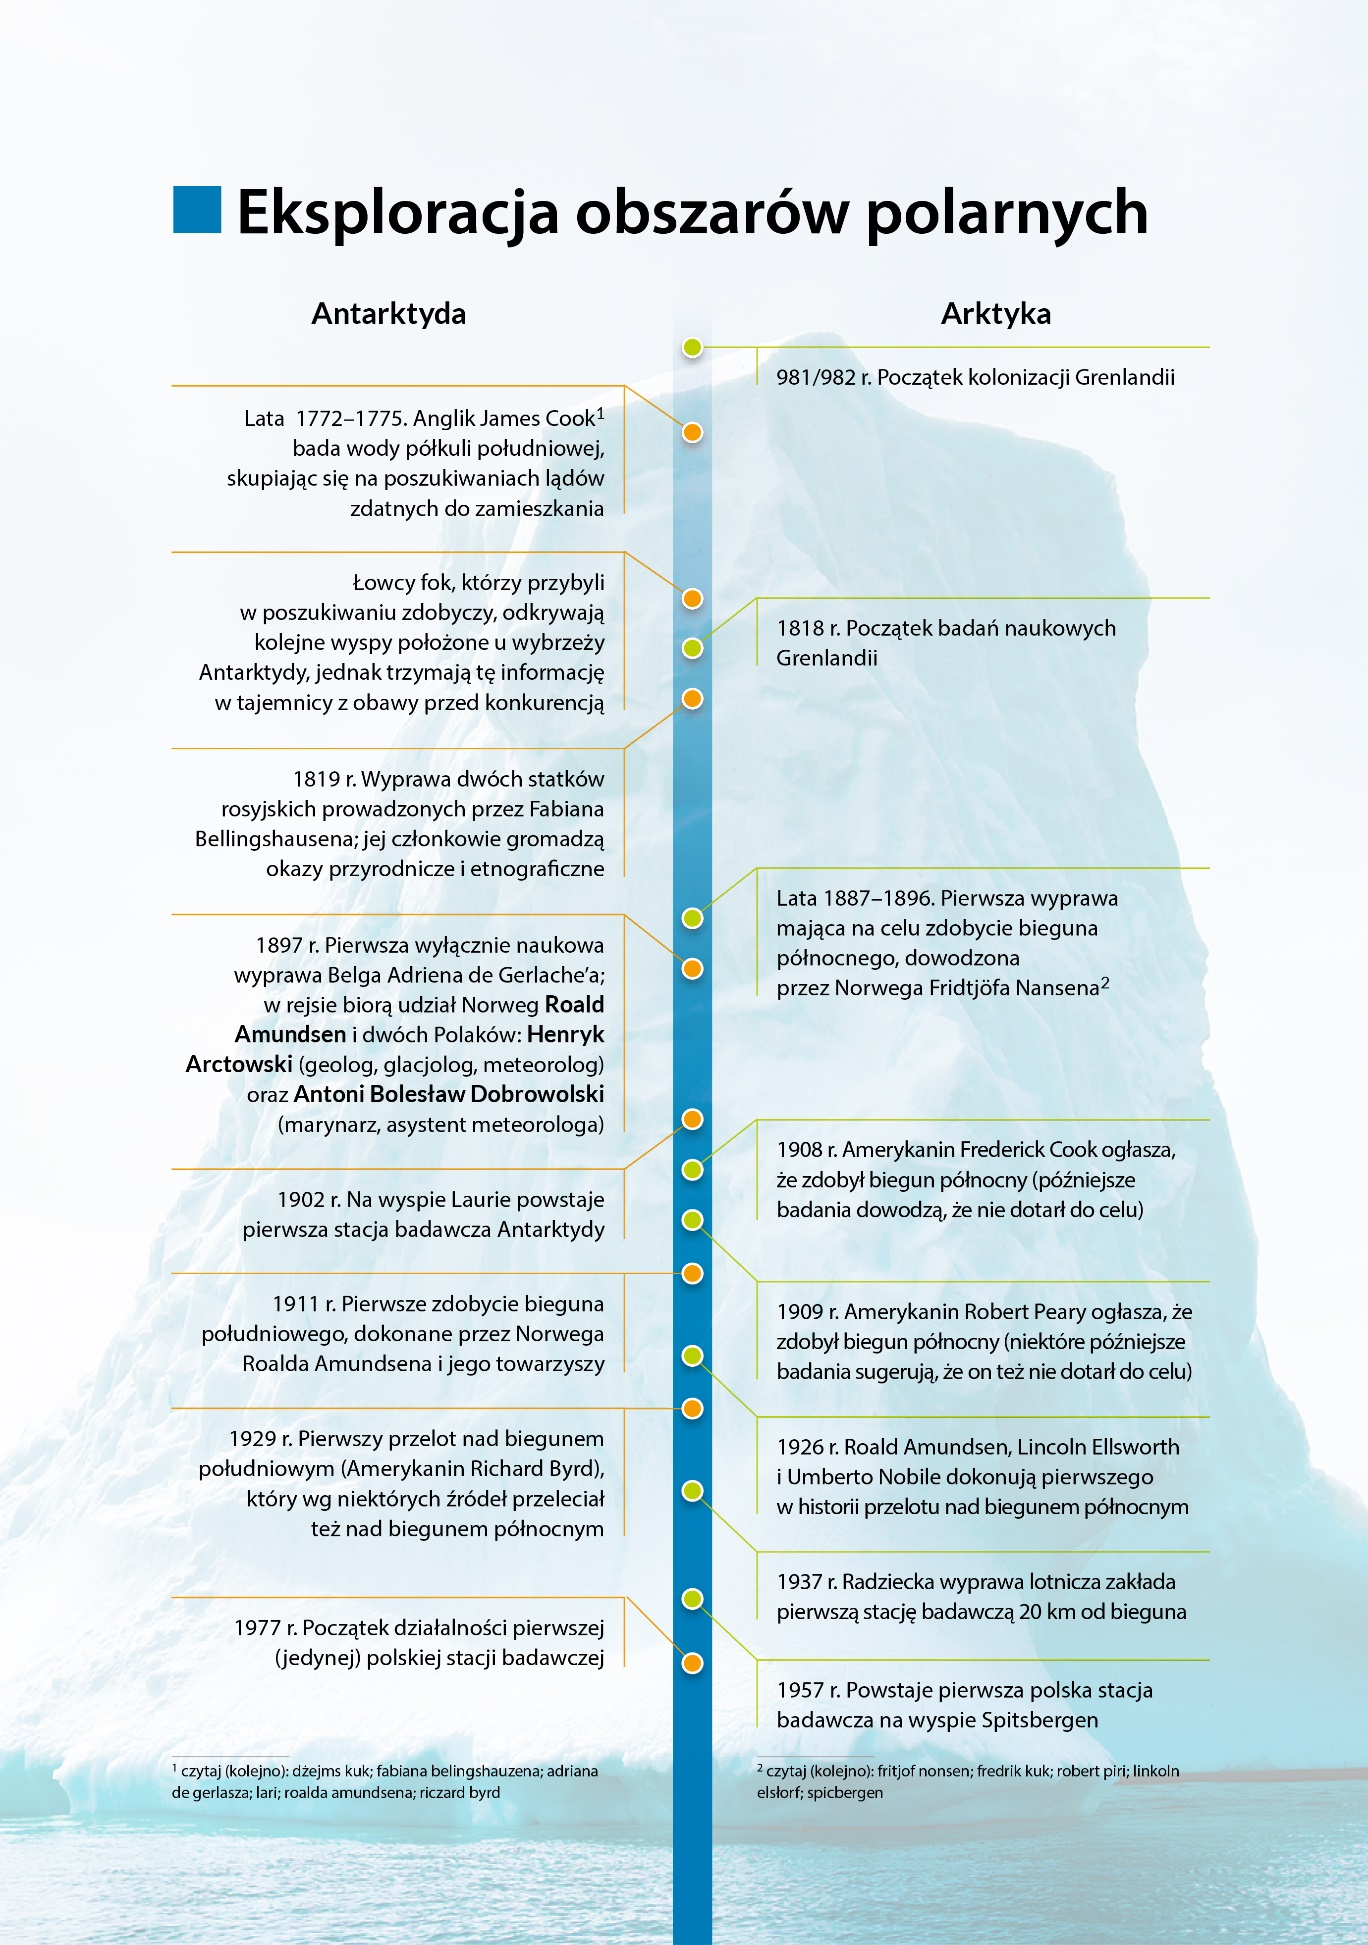 Eksploracja obszarów polarnych
Antarktyda
Lata 1772–1775. Anglik James Cook¹
bada wody półkuli południowej,
skupiając się na poszukiwaniach lądów
zdatnych do zamieszkania
Łowcy fok, którzy przybyli
w poszukiwaniu zdobyczy, odkrywają
kolejne wyspy położone u wybrzeży
Antarktydy, jednak trzymają tę informację
w tajemnicy z obawy przed konkurencją
1819 r. Wyprawa dwóch statków
rosyjskich prowadzonych przez Fabiana
Bellingshausena; jej członkowie gromadzą
okazy przyrodnicze i etnograficzne
1897 r. Pierwsza wyłącznie naukowa
wyprawa Belga Adriena de Gerlache’a;
w rejsie biorą udział Norweg Roald
Amundsen i dwóch Polaków: Henryk
Arctowski (geolog, glacjolog, meteorolog)
oraz Antoni Bolesław Dobrowolski
(marynarz, asystent meteorologa)
1902 r. Na wyspie Laurie powstaje
pierwsza stacja badawcza Antarktydy
1911 r. Pierwsze zdobycie bieguna
południowego, dokonane przez Norwega
Roalda Amundsena i jego towarzyszy
1929 r. Pierwszy przelot nad biegunem
południowym (Amerykanin Richard Byrd),
który wg niektórych źródeł przeleciał
też nad biegunem północnym
1977 r. Początek działalności pierwszej
(jedynej) polskiej stacji badawczej
¹ czytaj (kolejno): dżejms kuk; fabiana belingshauzena; adriana
de gerlasza; lari; roalda amundsena; riczard byrd
Arktyka
981/982 r. Początek kolonizacji Grenlandii
1818 r. Początek badań naukowych
Grenlandii
Lata 1887–1896. Pierwsza wyprawa
mająca na celu zdobycie bieguna
północnego, dowodzona
przez Norwega Fridtjöfa Nansena²
1908 r. Amerykanin Frederick Cook ogłasza,
że zdobył biegun północny (późniejsze
badania dowodzą, że nie dotarł do celu)
1909 r. Amerykanin Robert Peary ogłasza, że
zdobył biegun północny (niektóre późniejsze
badania sugerują, że on też nie dotarł do celu)
1926 r. Roald Amundsen, Lincoln Ellsworth
i Umberto Nobile dokonują pierwszego
w historii przelotu nad biegunem północnym
1937 r. Radziecka wyprawa lotnicza zakłada
pierwszą stację badawczą 20 km od bieguna
1957 r. Powstaje pierwsza polska stacja
badawcza na wyspie Spitsbergen
² czytaj (kolejno): fritjof nonsen; fredrik kuk; robert piri; linkoln
elsłorf; spicbergen